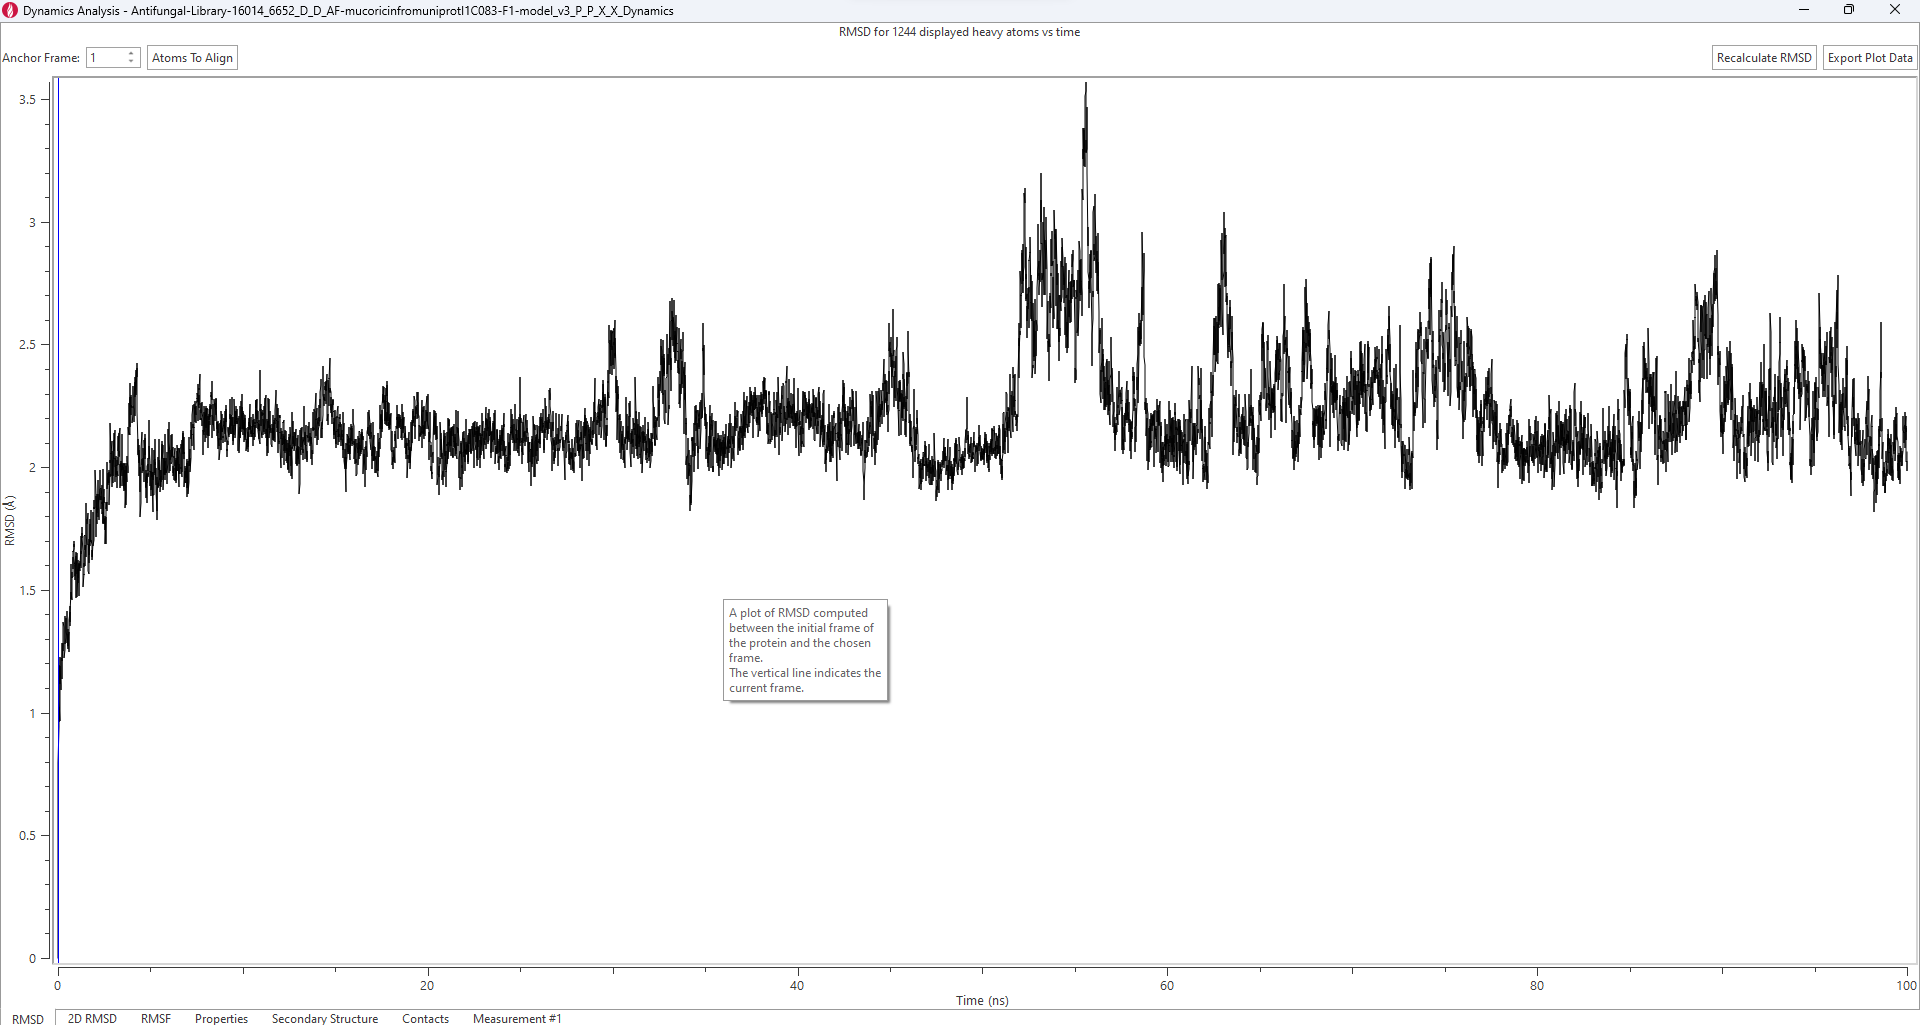 Dynamics Analysis - Antifungal-Library-16014_6652_D_D_AF-mucoricinfromuniprotI1C083-F1-model_v3_P_P_X_X_Dynamics
RMSD for 1244 displayed heavy atoms vs time
Anchor Frame: 1 Atoms To Align Recalculate RMSD Export Plot Data
3.5
3
2.5
2
RMSD (Å)
1.5
A plot of RMSD computed
between the initial frame of
the protein and the chosen
frame.
The vertical line indicates the
current frame.
1
0.5
0
0 20 40 60 80 100
Time (ns)
RMSD 2D RMSD RMSF Properties Secondary Structure Contacts Measurement #1